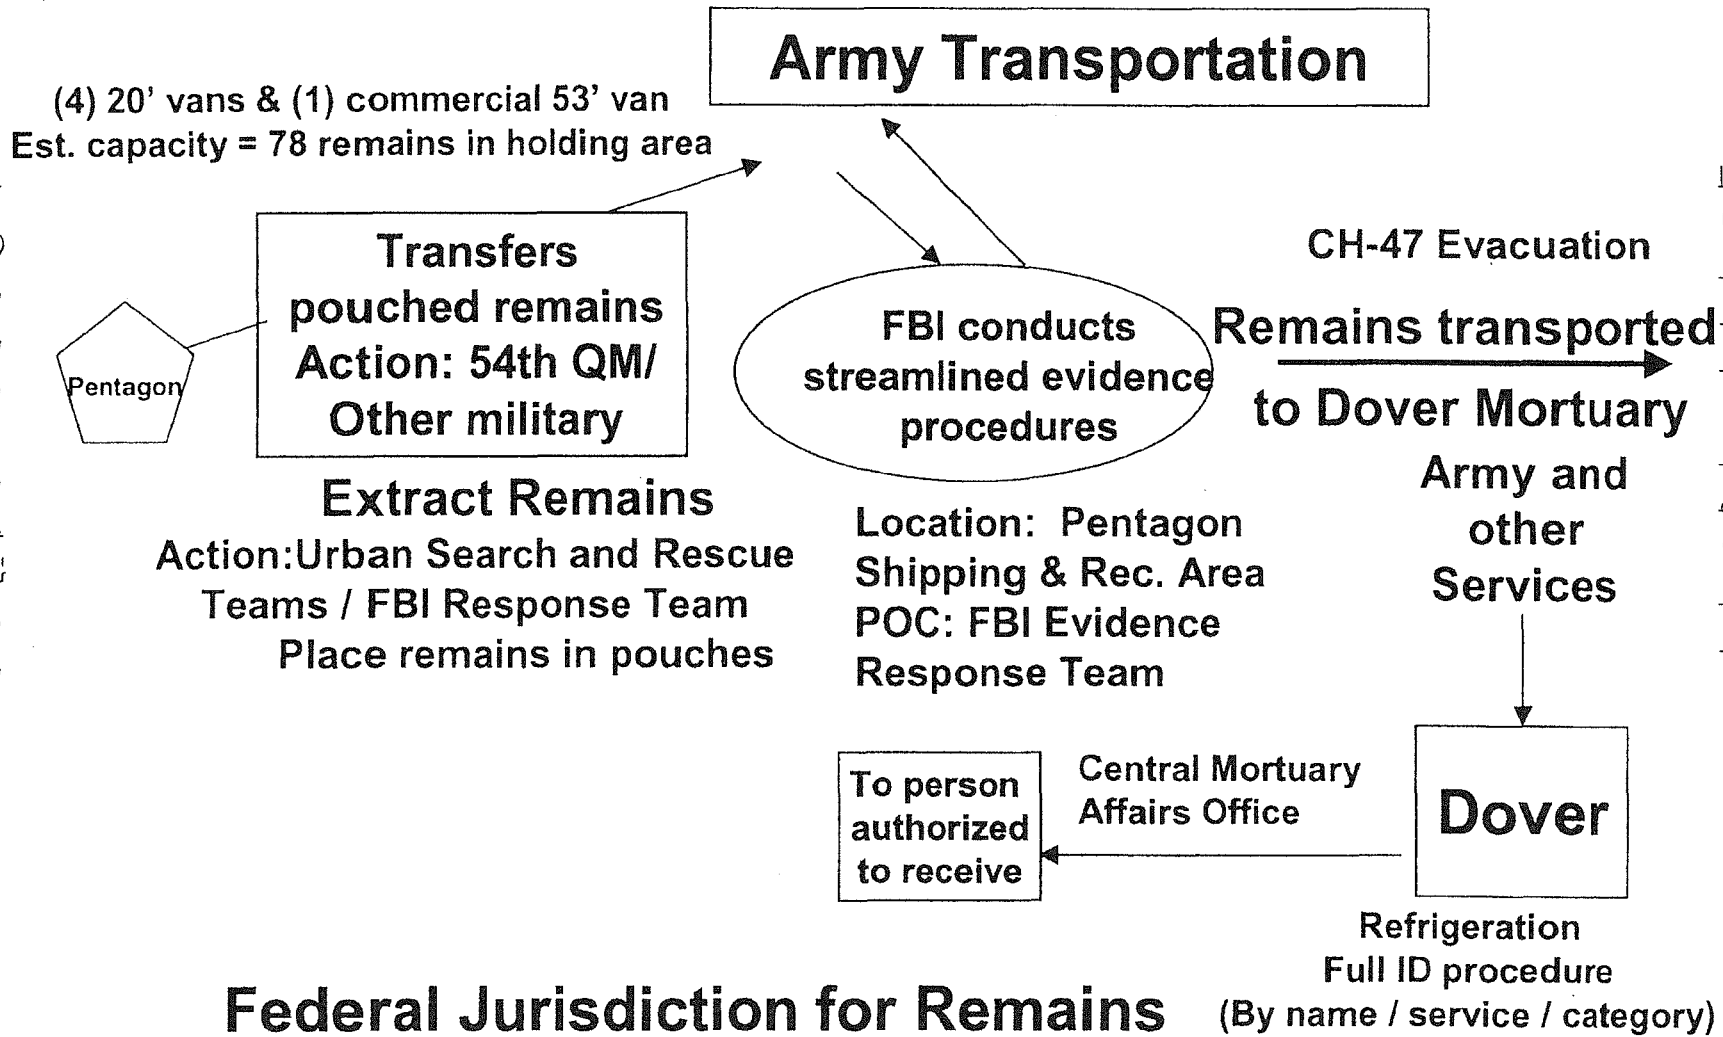 Army Transportation
(4) 20' vans & (1) commercial 53' van
Est. capacity = 78 remains in holding area
Pentagon
Transfers
pouched remains
Action: 54th QM/
Other military
Extract Remains
Action:Urban Search and Rescue
Teams / FBI Response Team
Place remains in pouches
FBI conducts
streamlined evidence
procedures
Location: Pentagon
Shipping & Rec. Area
POC: FBI Evidence
Response Team
CH-47 Evacuation
Remains transported
to Dover Mortuary
Army and
other
Services
Dover
Refrigeration
Full ID procedure
(By name / service / category)
Central Mortuary
Affairs Office
To person
authorized
to receive
Federal Jurisdiction for Remains